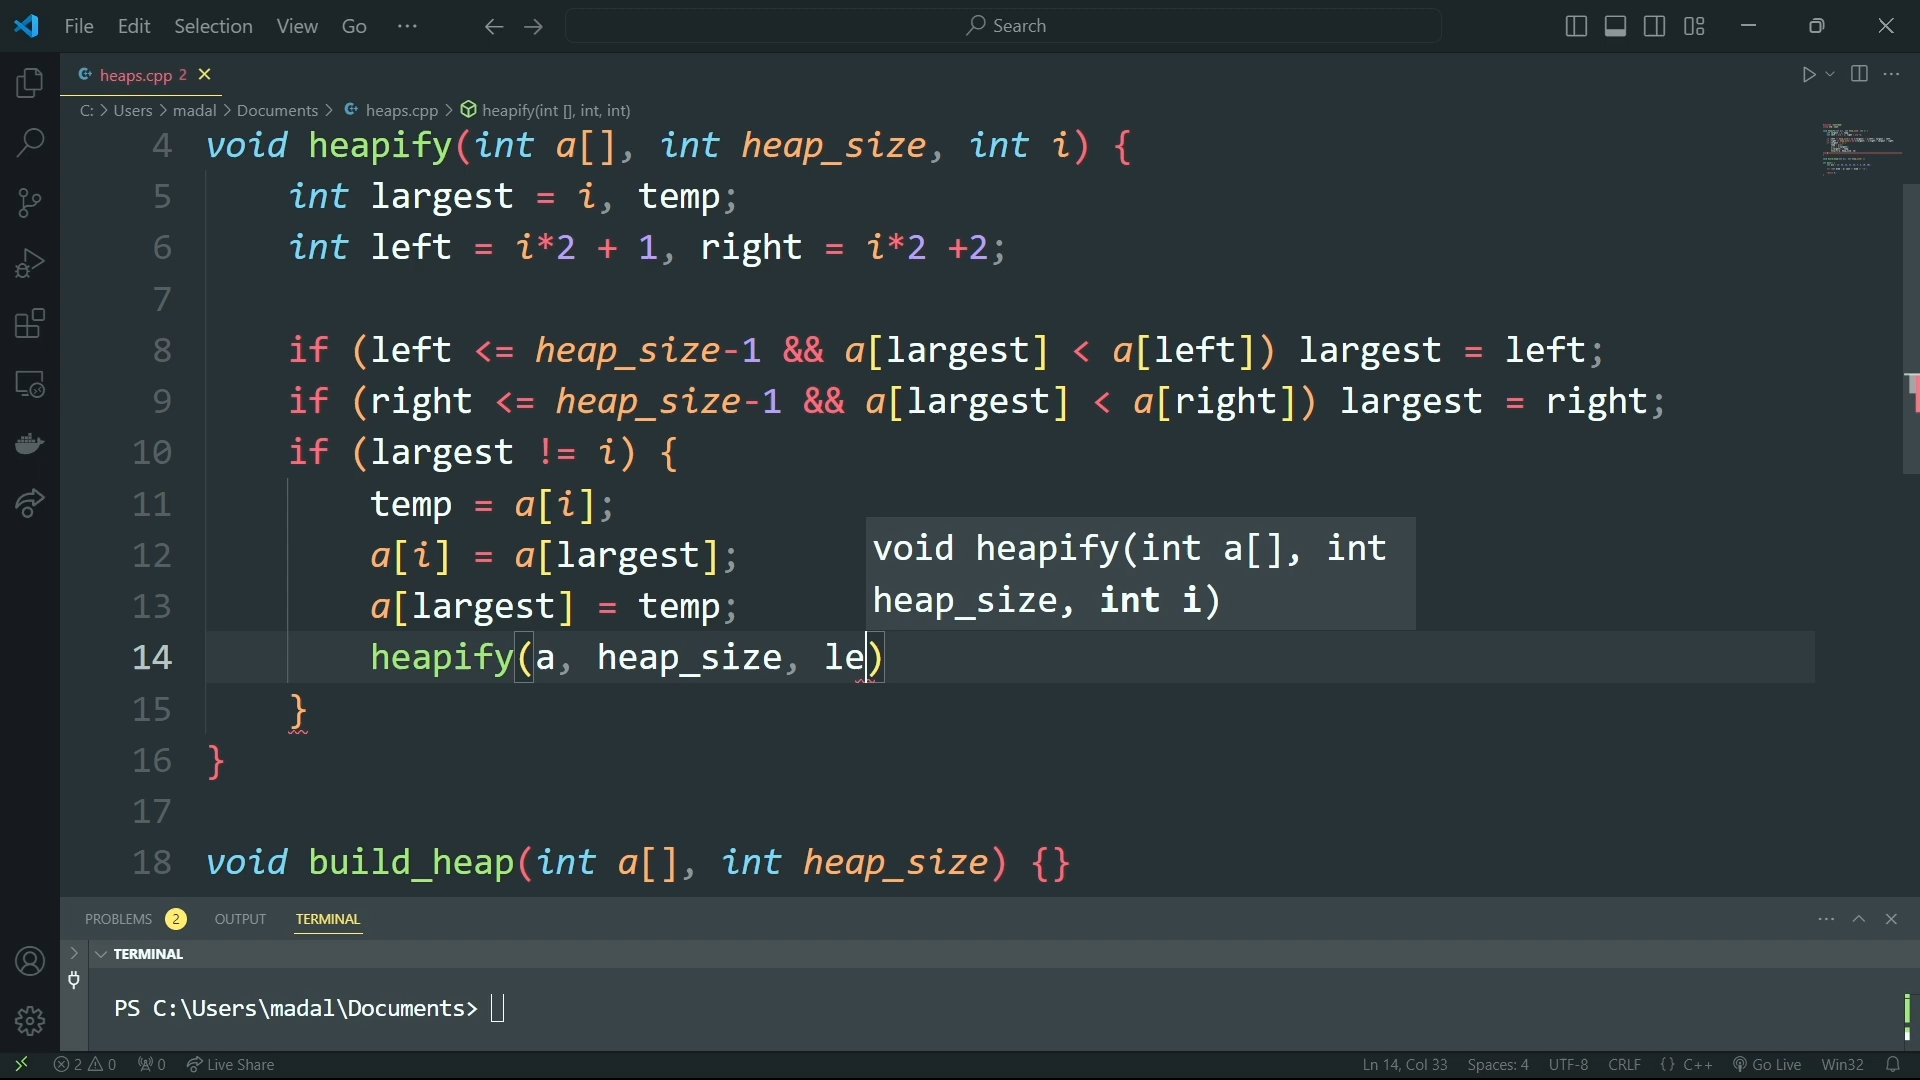 File Edit Selection View Go ··· Search
heaps.cpp 2
C: > Users > madal > Documents > heaps.cpp > heapify(int [], int, int)
4 void heapify(int a[], int heap_size, int i) {
5 int largest = i, temp;
6 int left = i*2 + 1, right = i*2 +2;
7
8 if (left <= heap_size-1 && a[largest] < a[left]) largest = left;
9 if (right <= heap_size-1 && a[largest] < a[right]) largest = right;
10 if (largest != i) {
11 temp = a[i];
12 a[i] = a[largest];
void heapify(int a[], int
heap_size, int i)
13 a[largest] = temp;
14 heapify(a, heap_size, le)
15 }
16 }
17
18 void build_heap(int a[], int heap_size) {}
PROBLEMS 2 OUTPUT TERMINAL
TERMINAL
PS C:\Users\madal\Documents>
2 0 0 Live Share Ln 14, Col 33 Spaces: 4 UTF-8 CRLF {} C++ Go Live Win32